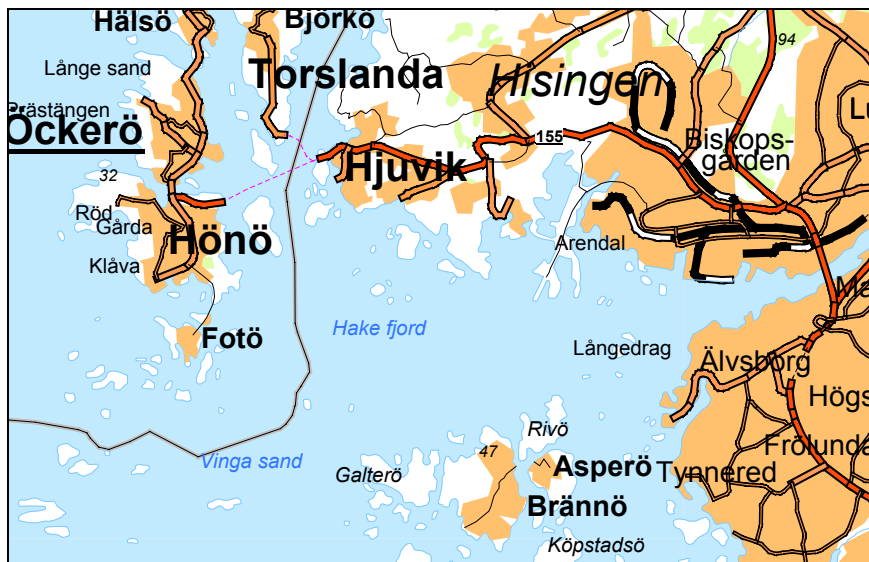 Hälsö
Björkö
94
Långe sand
Torslanda
Hisingen
Prästängen
Öckerö
155
Biskops-
gården
32
Hjuvik
Röd
Gårda
Hönö
Arendal
Klåva
Fotö
Hake fjord
Långedrag
Älvsborg
Högs
Rivö
Frölunda
Vinga sand
47
Galterö
Asperö
Tynnered
Brännö
Köpstadsö